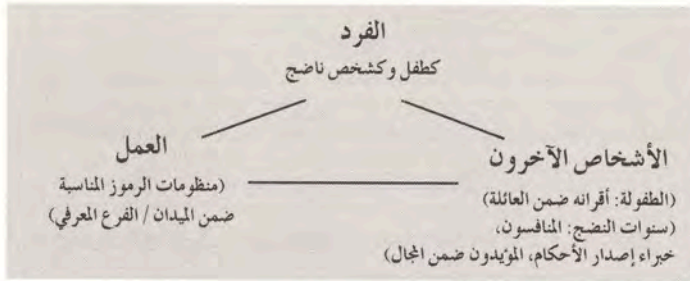 الفرد
كطفل وكشخص ناضج
الأشخاص الآخرون
(الطفولة: أقرانه ضمن العائلة)
(سنوات النضج: المنافسون،
خبراء إصدار الأحكام، المؤيدون ضمن المجال)
العمل
(منظومات الرموز المناسبة
ضمن الميدان / الفرع المعرفي)